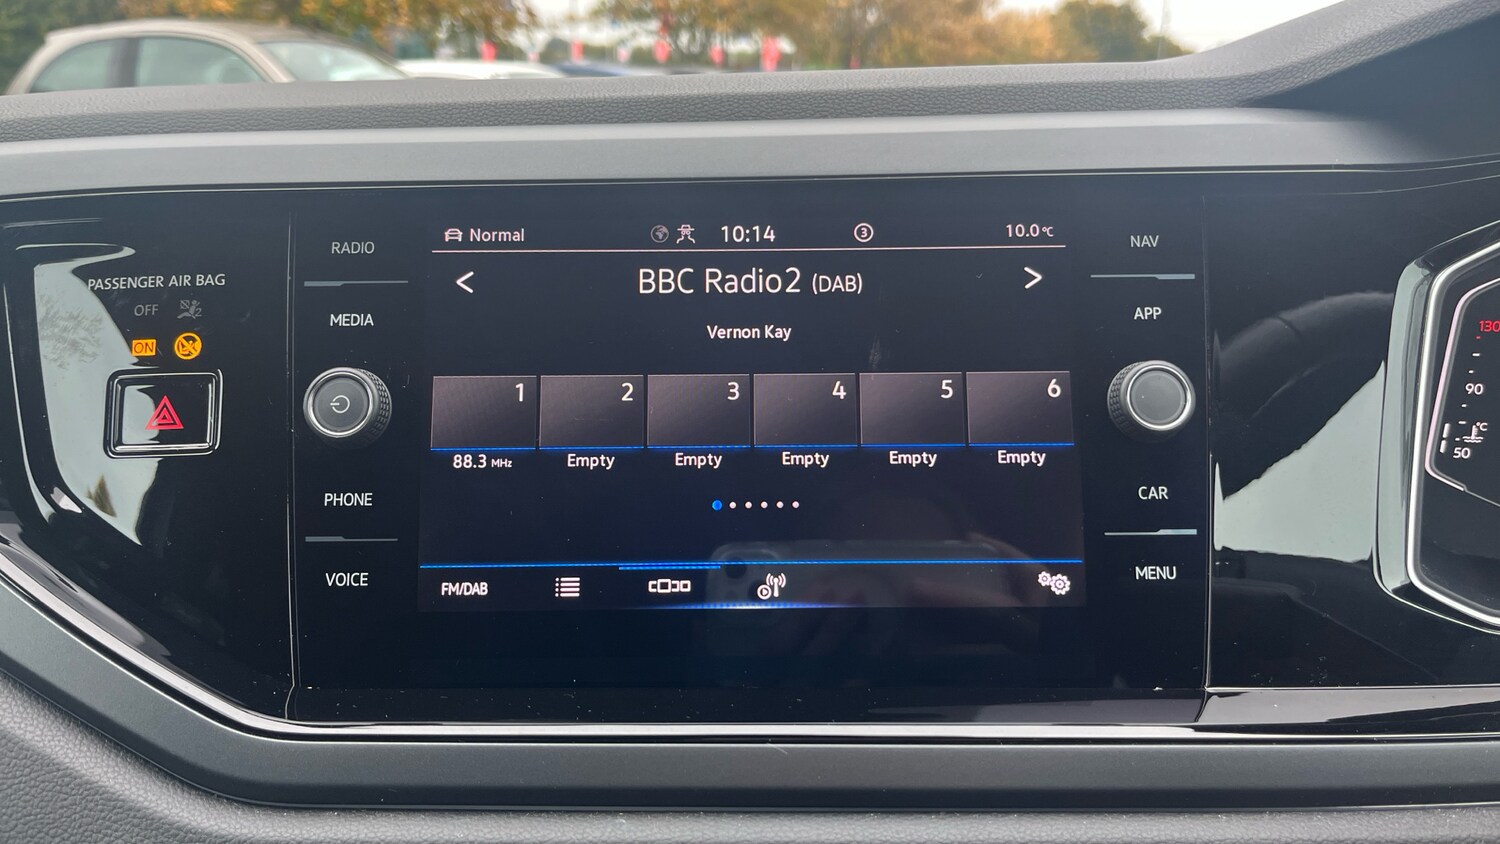 PASSENGER AIR BAG
OFF
2
ON
RADIO
MEDIA
PHONE
VOICE
Normal
10:14
3
10.0°C
< BBC Radio2 (DAB) >
Vernon Kay
1 2 3 4 5 6
88.3 MHz Empty Empty Empty Empty Empty
FM/DAB
NAV
APP
CAR
MENU
130
90
°C
50